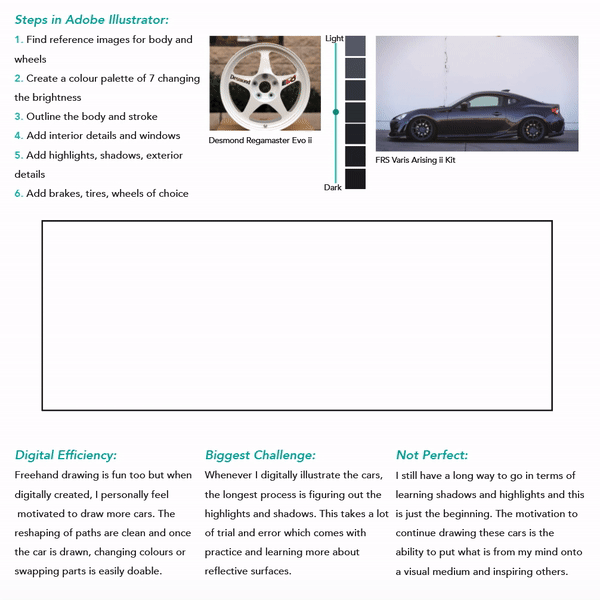 Steps in Adobe Illustrator:
1. Find reference images for body and
wheels
2. Create a colour palette of 7 changing
the brightness
3. Outline the body and stroke
4. Add interior details and windows
5. Add highlights, shadows, exterior
details
6. Add brakes, tires, wheels of choice
Desmond
Desmond Regamaster Evo ii
Light
Dark
FRS Varis Arising ii Kit
Digital Efficiency:
Freehand drawing is fun too but when
digitally created, I personally feel
motivated to draw more cars. The
reshaping of paths are clean and once
the car is drawn, changing colours or
swapping parts is easily doable.
Biggest Challenge:
Whenever I digitally illustrate the cars,
the longest process is figuring out the
highlights and shadows. This takes a lot
of trial and error which comes with
practice and learning more about
reflective surfaces.
Not Perfect:
I still have a long way to go in terms of
learning shadows and highlights and this
is just the beginning. The motivation to
continue drawing these cars is the
ability to put what is from my mind onto
a visual medium and inspiring others.